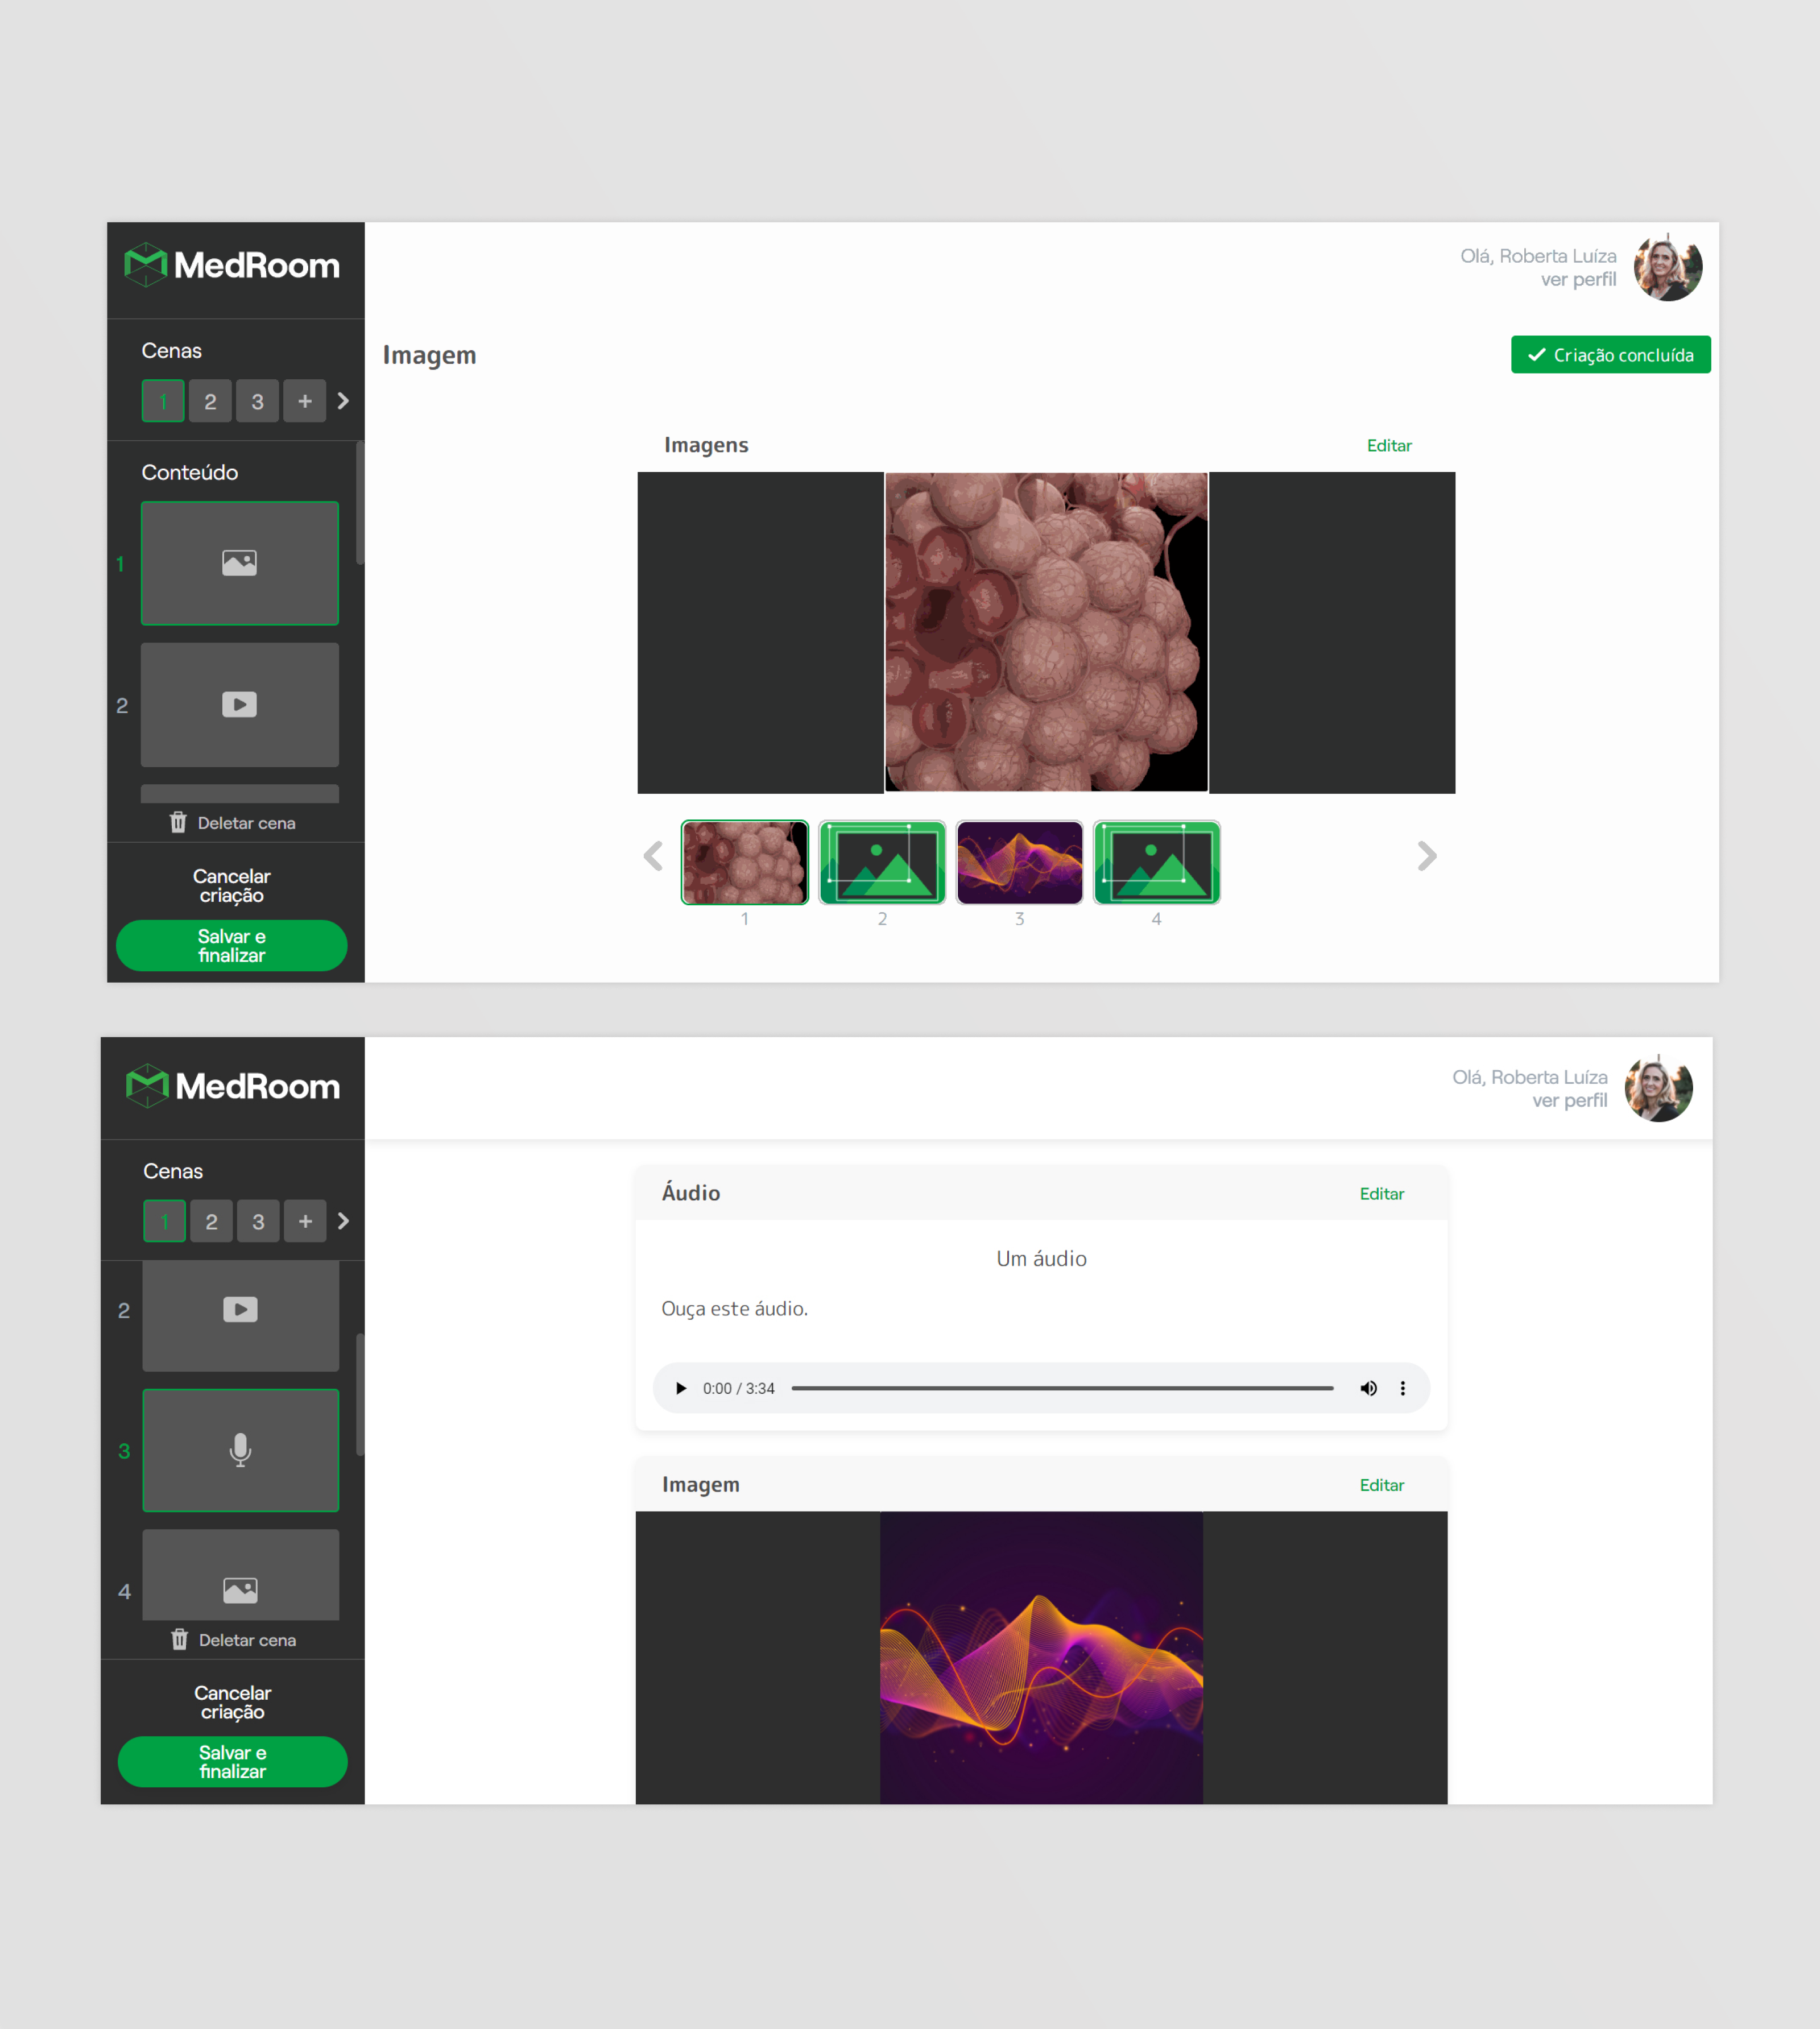 MedRoom
Olá, Roberta Luíza
ver perfil
Cenas
1 2 3 +
Imagem
Criação concluída
Conteúdo
Imagens
Editar
1
2
Deletar cena
1 2 3 4
Cancelar
criação
Salvar e
finalizar
MedRoom
Olá, Roberta Luíza
ver perfil
Cenas
1 2 3 +
2
3
4
Deletar cena
Cancelar
criação
Salvar e
finalizar
Áudio
Editar
Um áudio
Ouça este áudio.
0:00 / 3:34
Imagem
Editar